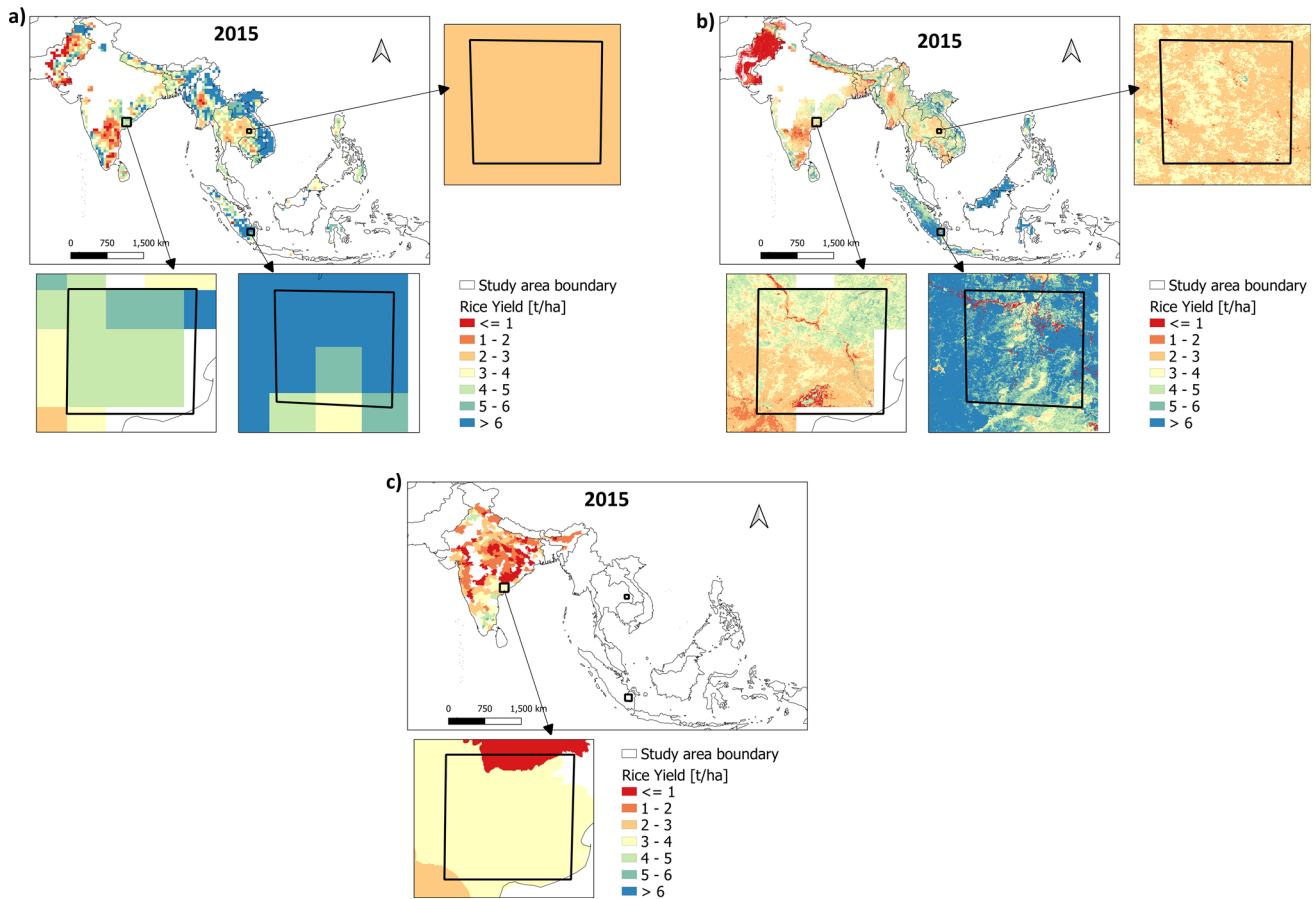 a)
2015
0 750 1,500 km
Study area boundary
Rice Yield [t/ha]
<= 1
1 - 2
2 - 3
3 - 4
4 - 5
5 - 6
> 6
b)
2015
0 750 1,500 km
Study area boundary
Rice Yield [t/ha]
<= 1
1 - 2
2 - 3
3 - 4
4 - 5
5 - 6
> 6
c)
2015
0 750 1,500 km
Study area boundary
Rice Yield [t/ha]
<= 1
1 - 2
2 - 3
3 - 4
4 - 5
5 - 6
> 6